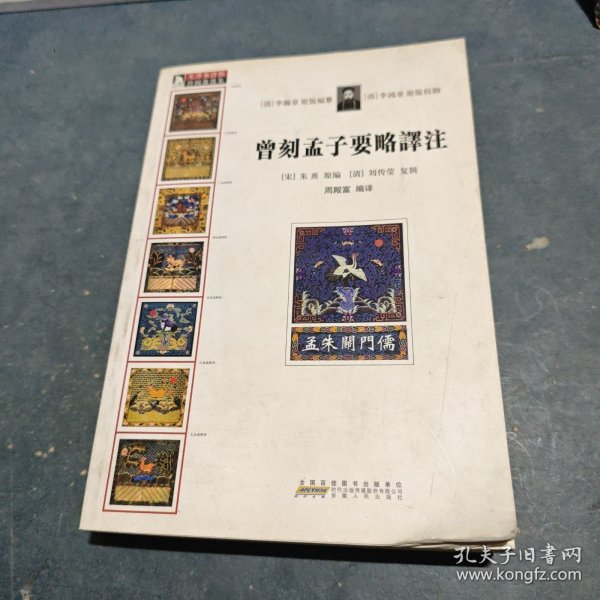 [清] 李鴻章 原版编纂
[清] 李鴻章 原版校勘
曾刻孟子要略譯注
[宋] 朱熹 原编 [清] 刘传莹 复辑
周殿富 编译
孟朱關門儒
全国百佳图书出版单位
时代出版传媒股份有限公司
安徽人民出版社
孔夫子旧书网
www.kongfz.com